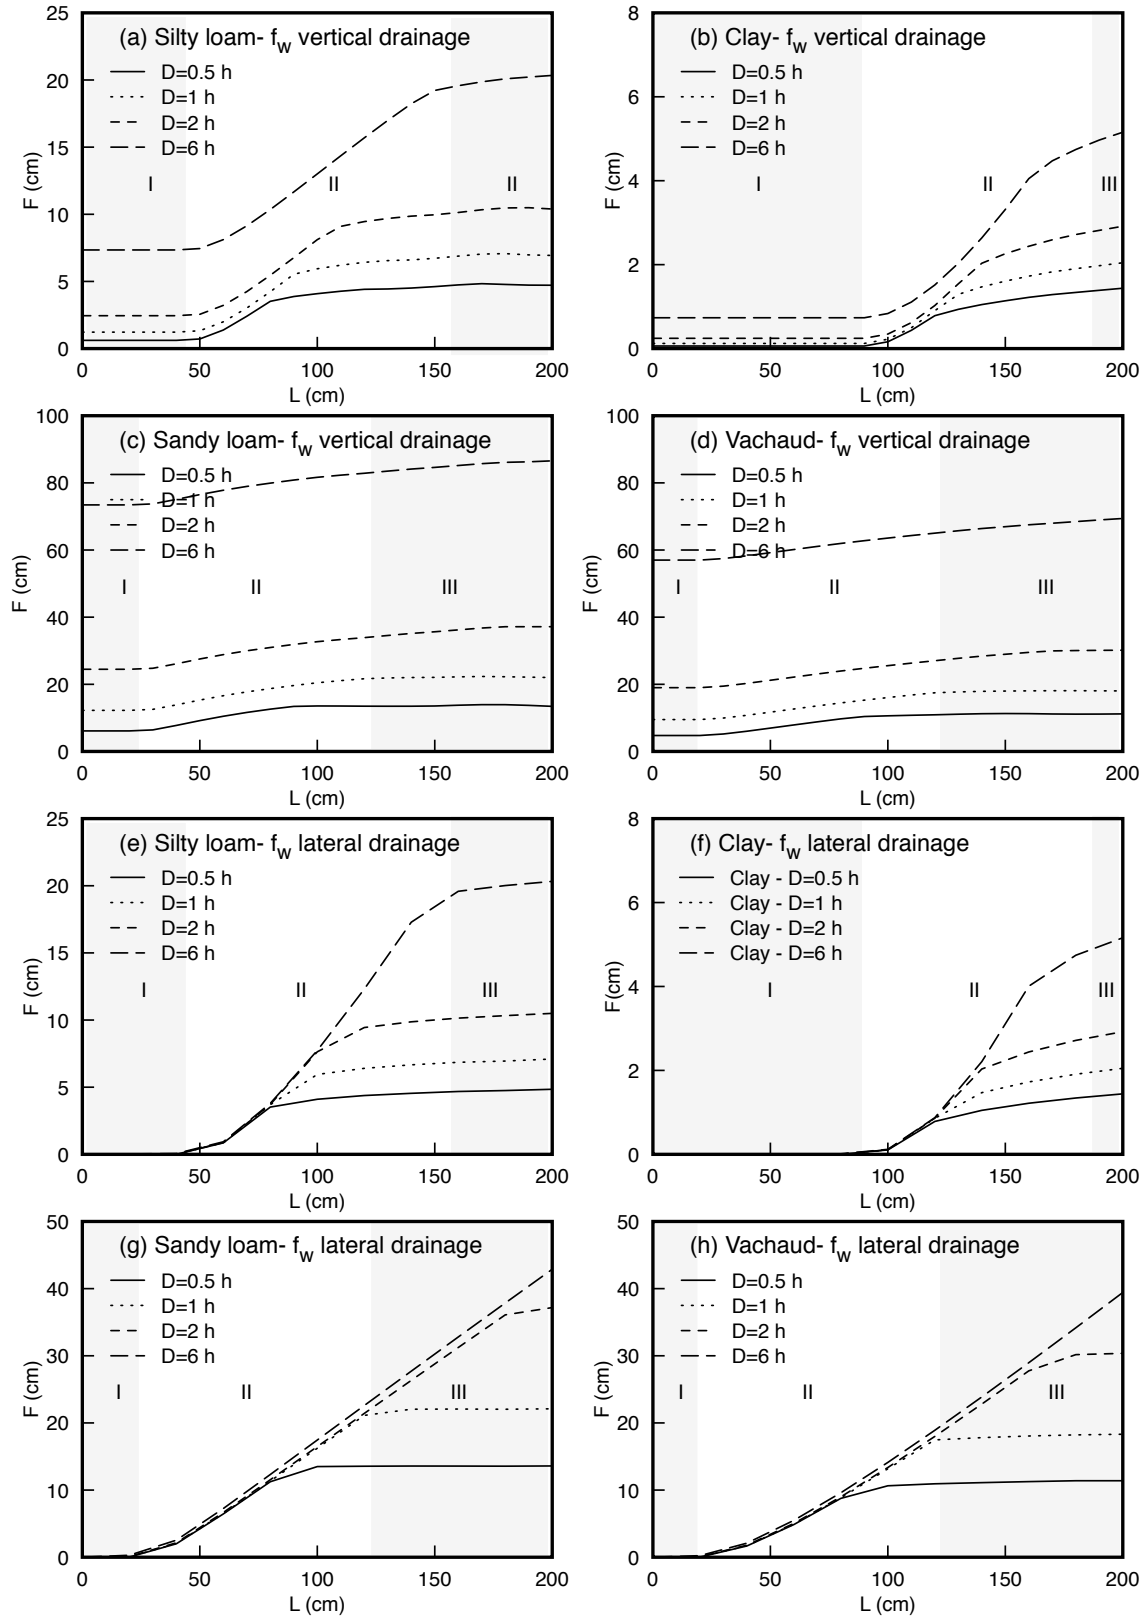 (a) Silty loam- fw vertical drainage
D=0.5 h
D=1 h
D=2 h
D=6 h
I
II
II
F (cm)
0
5
10
15
20
25
0
50
100
150
200
L (cm)
(b) Clay- fw vertical drainage
D=0.5 h
D=1 h
D=2 h
D=6 h
I
II
III
F (cm)
0
2
4
6
8
0
50
100
150
200
L (cm)
(c) Sandy loam- fw vertical drainage
D=0.5 h
D=1 h
D=2 h
D=6 h
I
II
III
F (cm)
0
20
40
60
80
100
0
50
100
150
200
L (cm)
(d) Vachaud- fw vertical drainage
D=0.5 h
D=1 h
D=2 h
D=6 h
I
II
III
F (cm)
0
20
40
60
80
100
0
50
100
150
200
L (cm)
(e) Silty loam- fw lateral drainage
D=0.5 h
D=1 h
D=2 h
D=6 h
I
II
III
F (cm)
0
5
10
15
20
25
0
50
100
150
200
L (cm)
(f) Clay- fw lateral drainage
Clay - D=0.5 h
Clay - D=1 h
Clay - D=2 h
Clay - D=6 h
I
II
III
F(cm)
0
2
4
6
8
0
50
100
150
200
L (cm)
(g) Sandy loam- fw lateral drainage
D=0.5 h
D=1 h
D=2 h
D=6 h
I
II
III
F (cm)
0
10
20
30
40
50
0
50
100
150
200
L (cm)
(h) Vachaud- fw lateral drainage
D=0.5 h
D=1 h
D=2 h
D=6 h
I
II
III
F (cm)
0
10
20
30
40
50
0
50
100
150
200
L (cm)